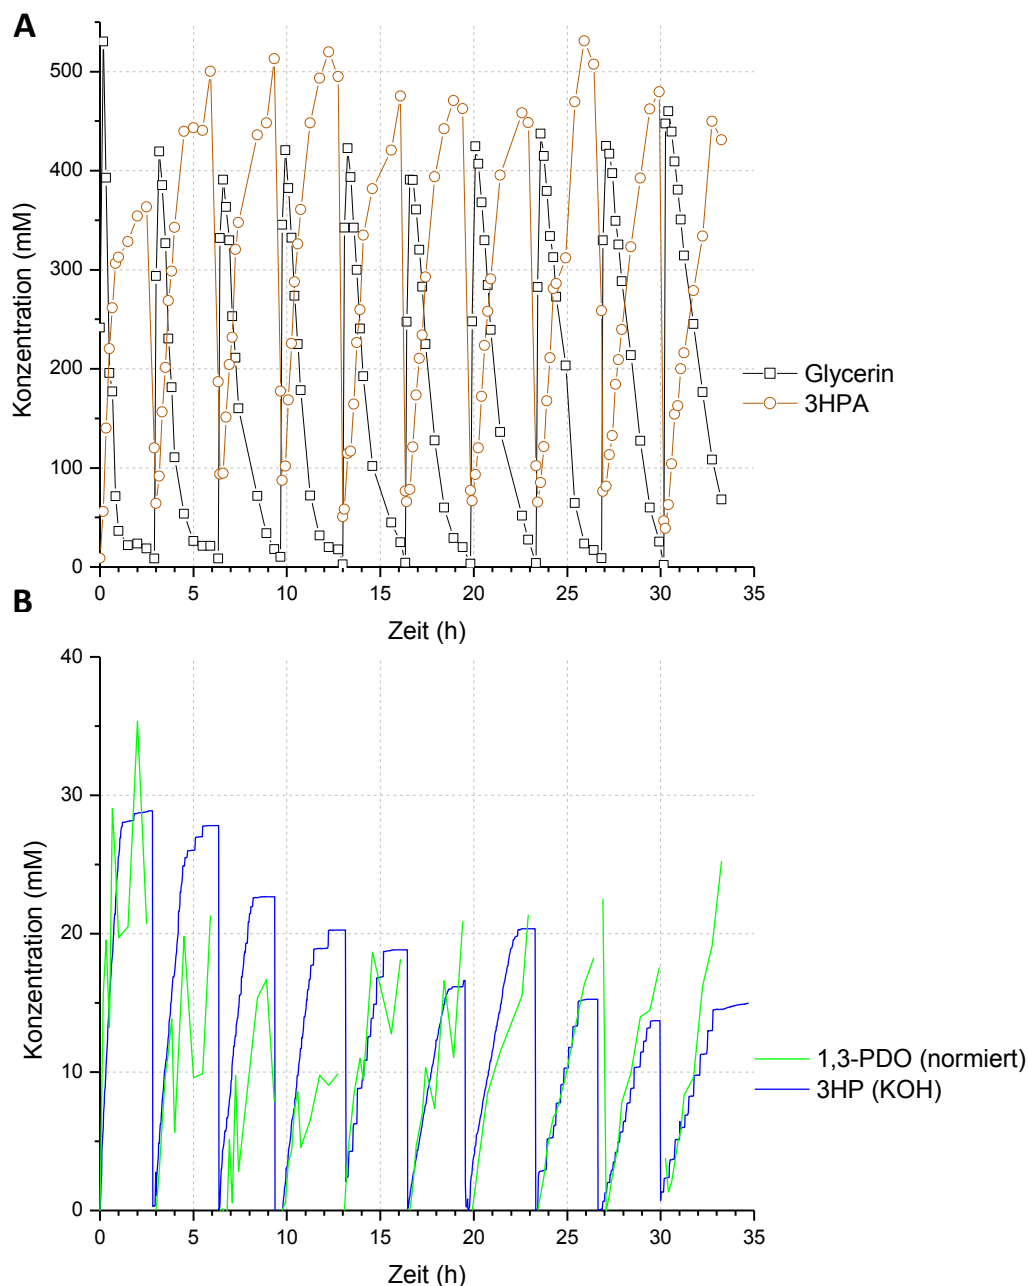 A
Konzentration (mM)
500
400
300
200
100
0
0 5 10 15 20 25 30 35
Zeit (h)
Glycerin
3HPA
B
Konzentration (mM)
40
30
20
10
0
0 5 10 15 20 25 30 35
Zeit (h)
1,3-PDO (normiert)
3HP (KOH)